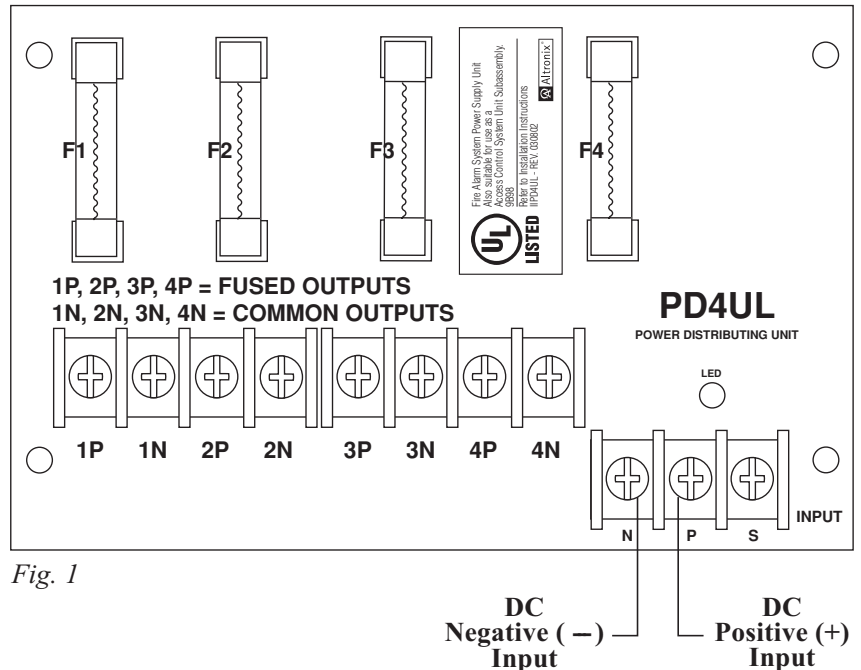 F1
F2
F3
F4
Fire Alarm System Power Supply Unit
Also suitable for use as a
Access Control System Unit Subassembly.
9B98
Refer to Installation Instructions
IIPD4UL - REV. 030802
Altronix
UL
LISTED
1P, 2P, 3P, 4P = FUSED OUTPUTS
1N, 2N, 3N, 4N = COMMON OUTPUTS
PD4UL
POWER DISTRIBUTING UNIT
LED
1P 1N 2P 2N 3P 3N 4P 4N
N P S
INPUT
Fig. 1
DC
Negative ( – )
Input
DC
Positive (+)
Input